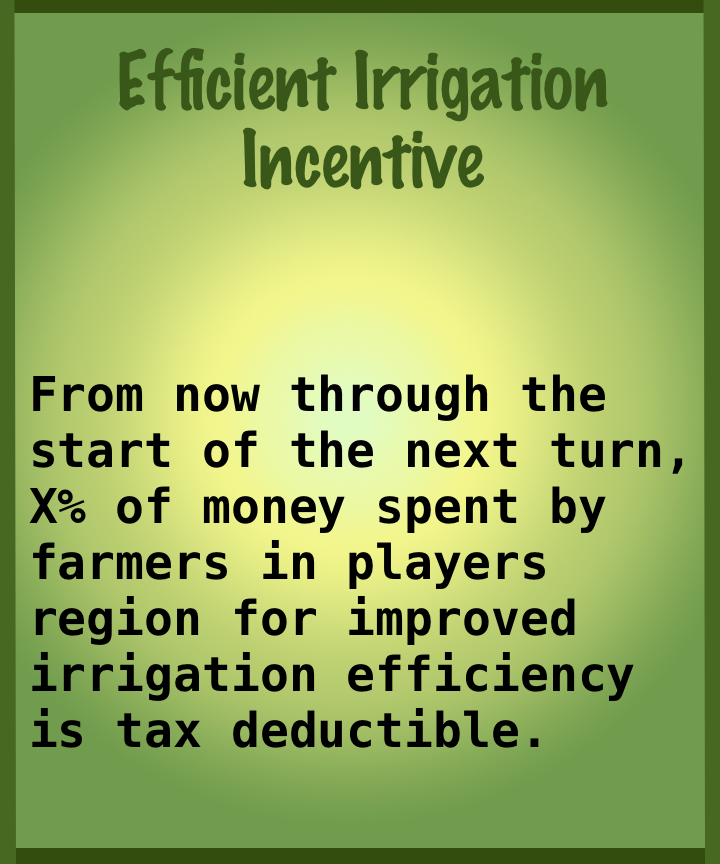 Efficient Irrigation
Incentive
From now through the
start of the next turn,
X% of money spent by
farmers in players
region for improved
irrigation efficiency
is tax deductible.